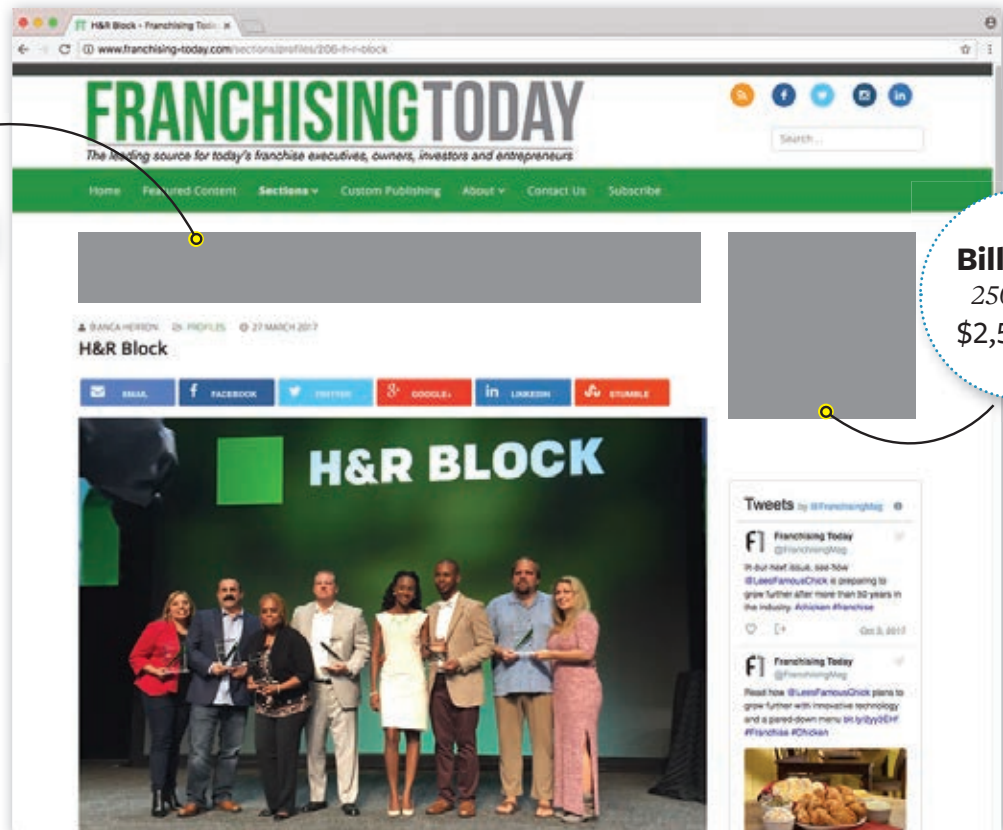 H&R Block - Franchising Toda
www.franchising-today.com/sections/profiles/206-h-r-block
FRANCHISING TODAY
The leading source for today's franchise executives, owners, investors and entrepreneurs
Search...
Home Featured Content Sections Custom Publishing About Contact Us Subscribe
Bill
250
$2,5
BIANCA HERRON PROFILES 27 MARCH 2017
H&R Block
EMAIL FACEBOOK TWITTER GOOGLE+ LINKEDIN STUMBLE
H&R BLOCK
Tweets by @FranchisingMag
Franchising Today
@FranchisingMag
In our next issue, see how
@LeesFamousChick is preparing to
grow further after more than 50 years in
the industry. #chicken #franchise
Oct 3, 2017
Franchising Today
@FranchisingMag
Read how @LeesFamousChick plans to
grow further with innovative technology
and a pared-down menu
#Franchise #Chicken